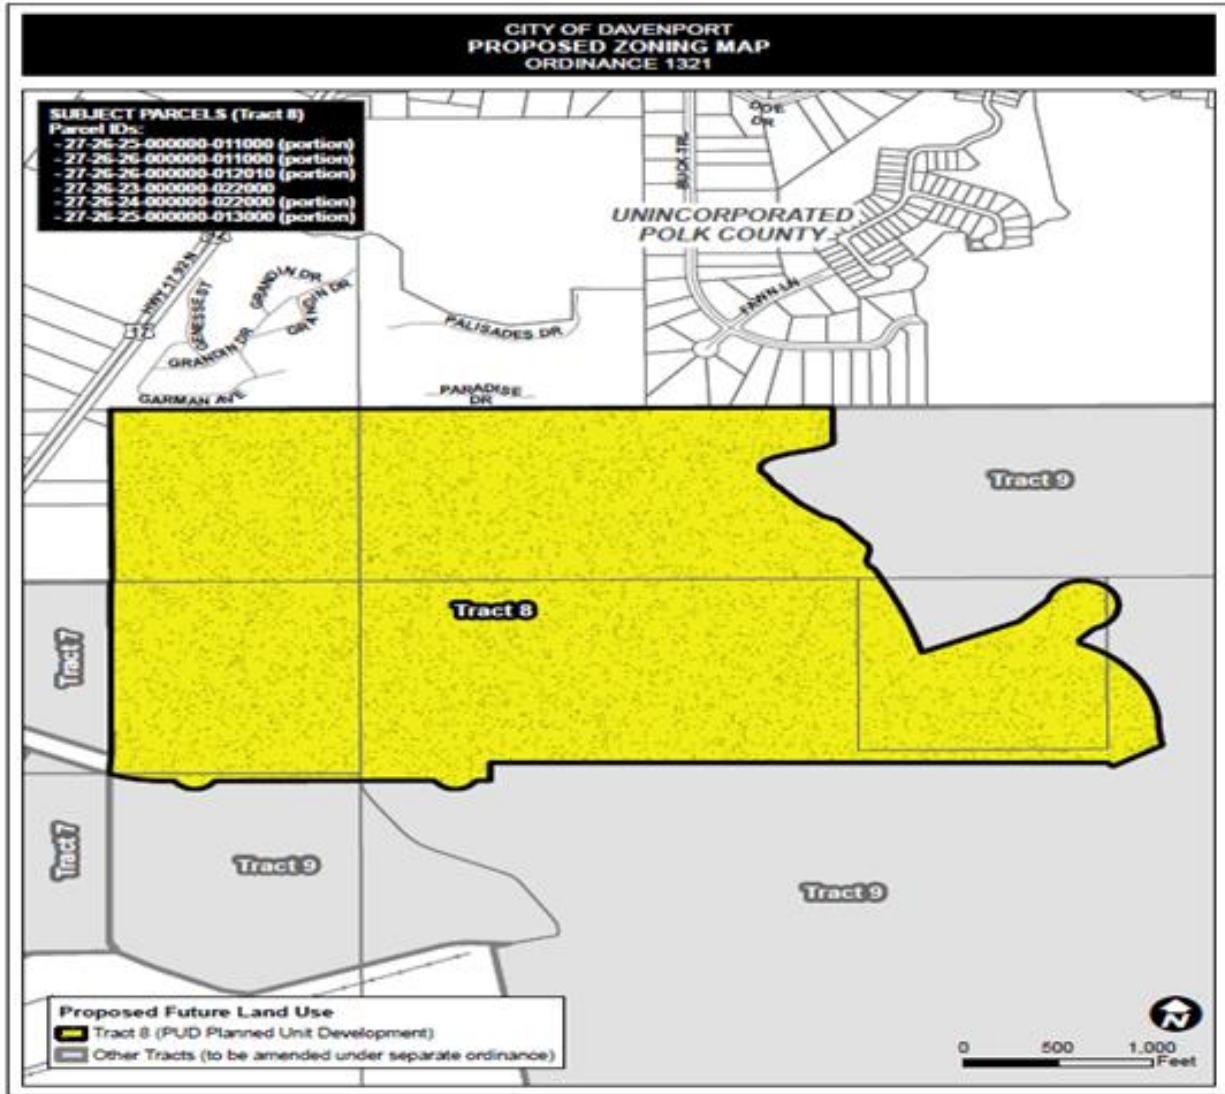 CITY OF DAVENPORT
PROPOSED ZONING MAP
ORDINANCE 1321
SUBJECT PARCELS (Tract 8)
Parcel IDs:
- 27-26-25-000000-011000 (portion)
- 27-26-26-000000-011000 (portion)
- 27-26-26-000000-012010 (portion)
- 27-26-23-000000-022000
- 27-26-24-000000-022000 (portion)
- 27-26-25-000000-013000 (portion)
DOE
DR
BUCK TRL
UNINCORPORATED
POLK COUNTY
HWY 17 92 N
17
GENESSE ST
GRANDIN DR
GRANDIN DR
GRANDIN DR
GARMAN AVE
PALISADES DR
PARADISE
DR
FAWN LN
Tract 9
Tract 8
Tract 7
Tract 7
Tract 9
Tract 9
Proposed Future Land Use
Tract 8 (PUD Planned Unit Development)
Other Tracts (to be amended under separate ordinance)
N
0 500 1,000
Feet